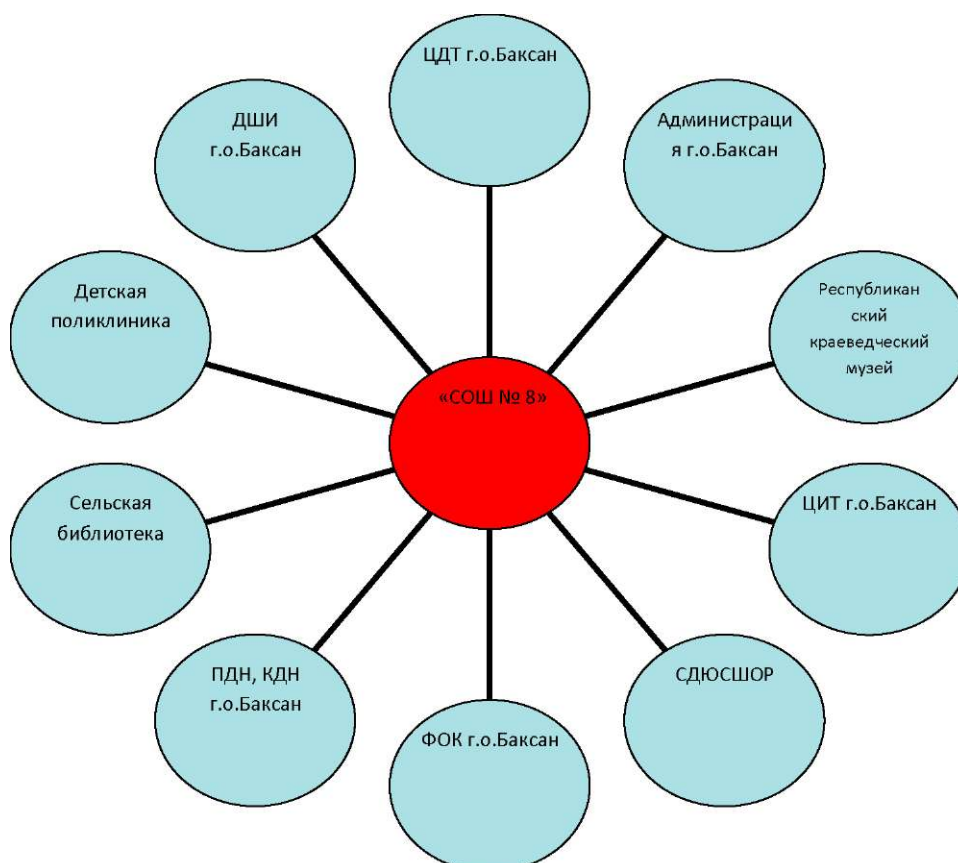 ЦДТ г.о.Баксан
ДШИ
г.о.Баксан
Администраци
я г.о.Баксан
Детская
поликлиника
Республикан
ский
краеведческий
музей
«СОШ № 8»
Сельская
библиотека
ЦИТ г.о.Баксан
ПДН, КДН
г.о.Баксан
СДЮСШОР
ФОК г.о.Баксан